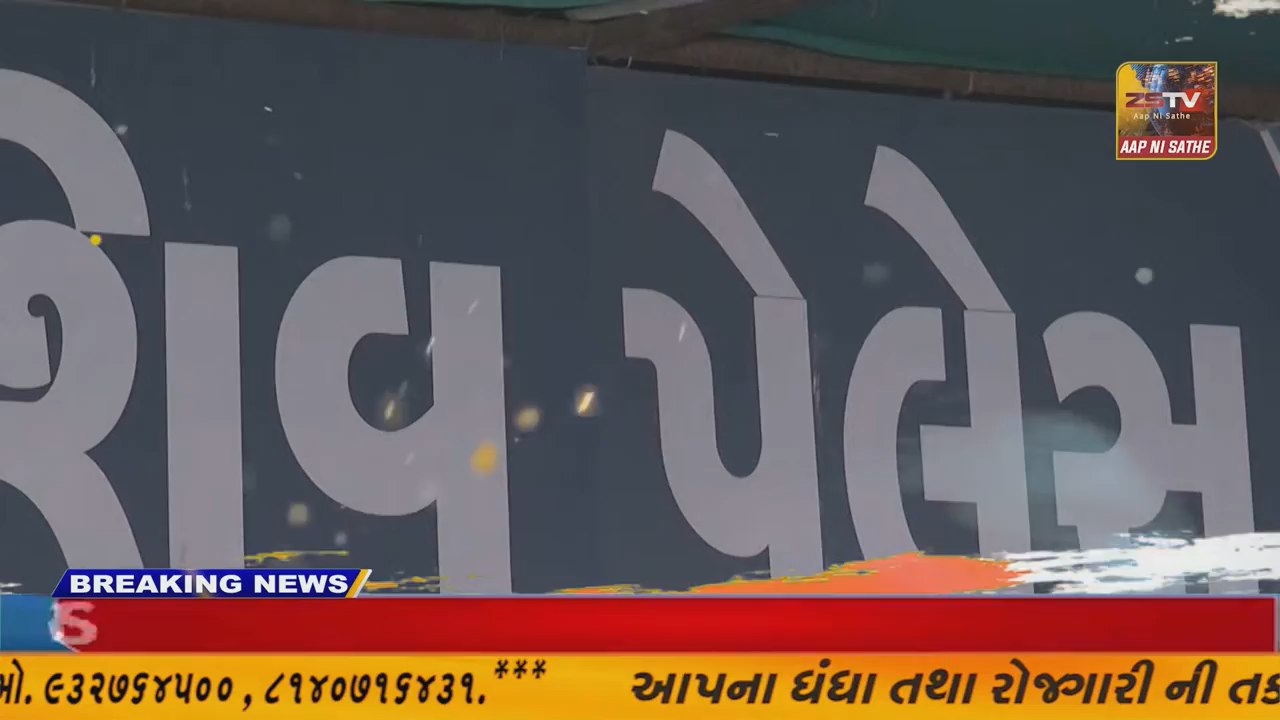 ZSTV
Aap Ni Sathe
AAP NI SATHE
શિવ પેલેસ
BREAKING NEWS
S
મો. ૯૩૨૭૬૪૫૦૦, ૮૧૪૦૭૧૬૪૩૧.*** આપના ધંધા તથા રોજગારી ની તક